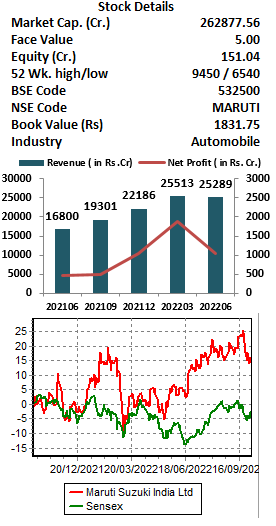 Stock Details
Market Cap. (Cr.) 262877.56
Face Value 5.00
Equity (Cr.) 151.04
52 Wk. high/low 9450 / 6540
BSE Code 532500
NSE Code MARUTI
Book Value (Rs) 1831.75
Industry Automobile
Revenue ( in Rs.Cr) Net Profit ( in Rs. Cr.)
30000 3000
25000 2500
20000 2000
15000 1500
10000 1000
5000 500
0 0
16800 19301 22186 25513 25289
202106 202109 202112 202203 202206
25
20
15
10
5
0
-5
-10
-15
20/12/2021 20/03/2022 18/06/2022 16/09/202
Maruti Suzuki India Ltd
Sensex